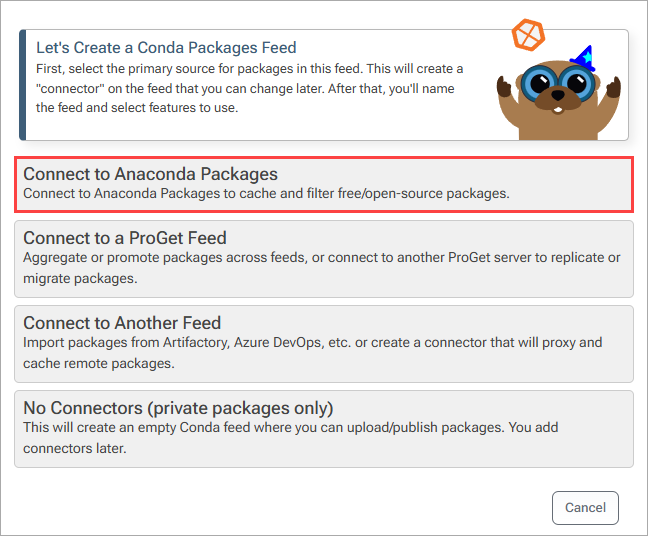 Let's Create a Conda Packages Feed
First, select the primary source for packages in this feed. This will create a
"connector" on the feed that you can change later. After that, you'll name
the feed and select features to use.
Connect to Anaconda Packages
Connect to Anaconda Packages to cache and filter free/open-source packages.
Connect to a ProGet Feed
Aggregate or promote packages across feeds, or connect to another ProGet server to replicate or
migrate packages.
Connect to Another Feed
Import packages from Artifactory, Azure DevOps, etc. or create a connector that will proxy and
cache remote packages.
No Connectors (private packages only)
This will create an empty Conda feed where you can upload/publish packages. You add
connectors later.
Cancel